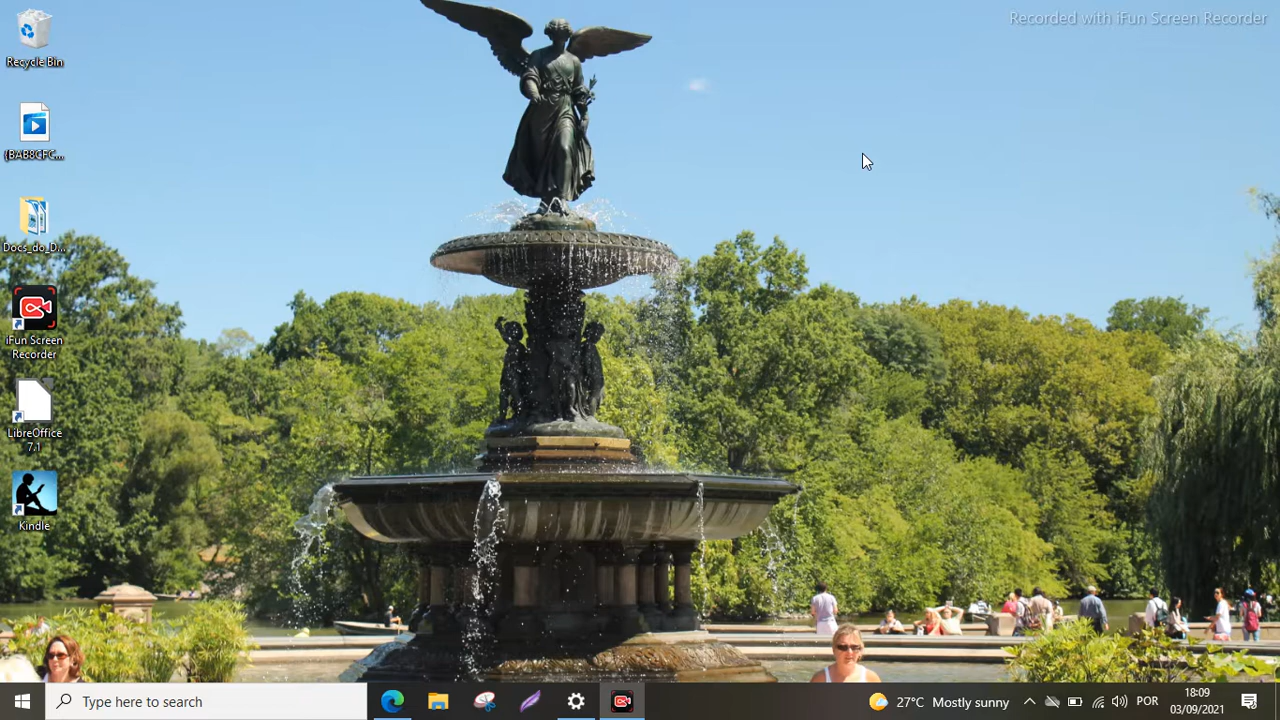 Recorded with iFun Screen Recorder
Recycle Bin
{BAB8CFC...
Docs_do_D...
iFun Screen
Recorder
LibreOffice
7.1
Kindle
Type here to search
27°C Mostly sunny
POR
18:09
03/09/2021